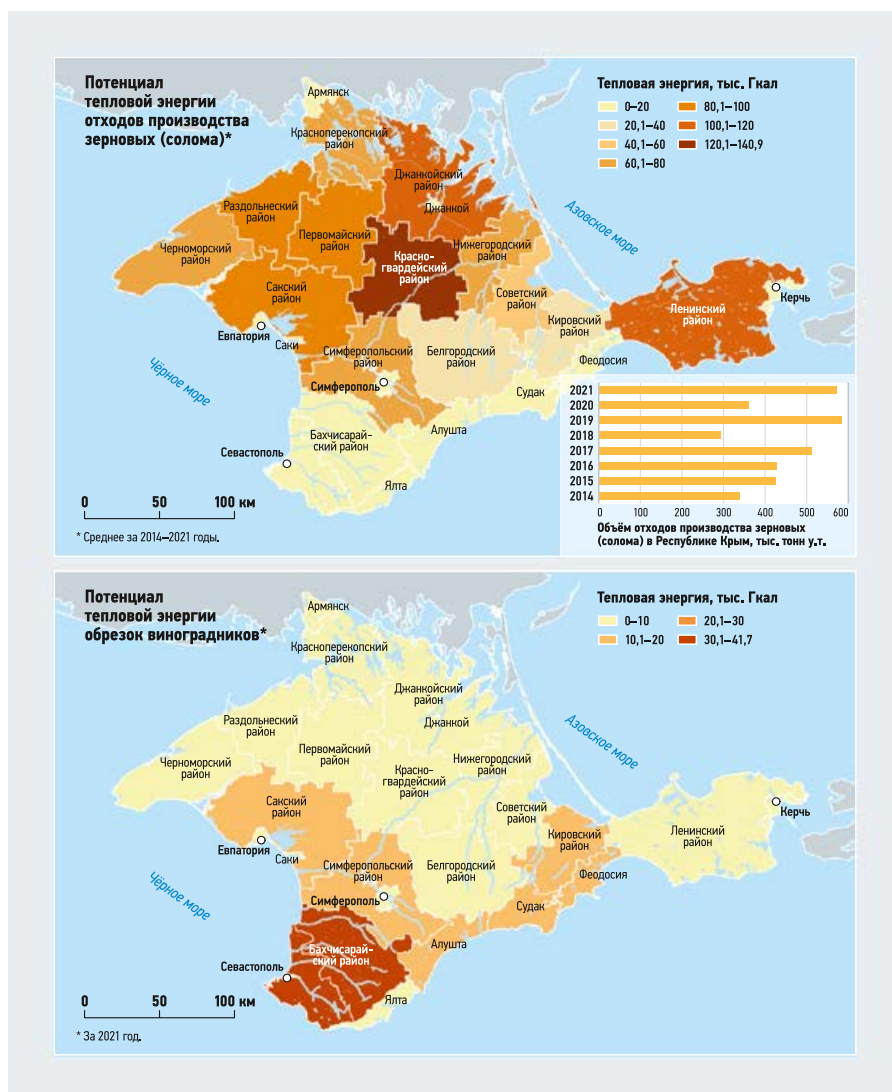 Потенциал
тепловой энергии
отходов производства
зерновых (солома)*
Тепловая энергия, тыс. Гкал
0–20
20,1–40
40,1–60
60,1–80
80,1–100
100,1–120
120,1–140,9
Армянск
Красноперекопский
район
Джанкойский
район
Джанкой
Раздольненский
район
Первомайский
район
Черноморский
район
Красно-
гвардейский
район
Нижегородский
район
Азовское море
Сакский
район
Советский
район
Кировский
район
Ленинский
район
Керчь
Евпатория
Саки
Симферопольский
район
Белгородский
район
Феодосия
Симферополь
Судак
Чёрное море
Алушта
Бахчисарай-
ский район
Севастополь
Ялта
0 50 100 км
* Среднее за 2014–2021 годы.
2021
2020
2019
2018
2017
2016
2015
2014
0 100 200 300 400 500 600
Объём отходов производства зерновых
(солома) в Республике Крым, тыс. тонн у.т.
Потенциал
тепловой энергии
обрезок виноградников*
Тепловая энергия, тыс. Гкал
0–10
10,1–20
20,1–30
30,1–41,7
Армянск
Красноперекопский
район
Джанкойский
район
Джанкой
Раздольненский
район
Первомайский
район
Черноморский
район
Красно-
гвардейский
район
Нижегородский
район
Азовское море
Сакский
район
Советский
район
Кировский
район
Ленинский
район
Керчь
Евпатория
Саки
Симферопольский
район
Белгородский
район
Феодосия
Симферополь
Судак
Чёрное море
Алушта
Бахчисарай-
ский район
Севастополь
Ялта
0 50 100 км
* За 2021 год.